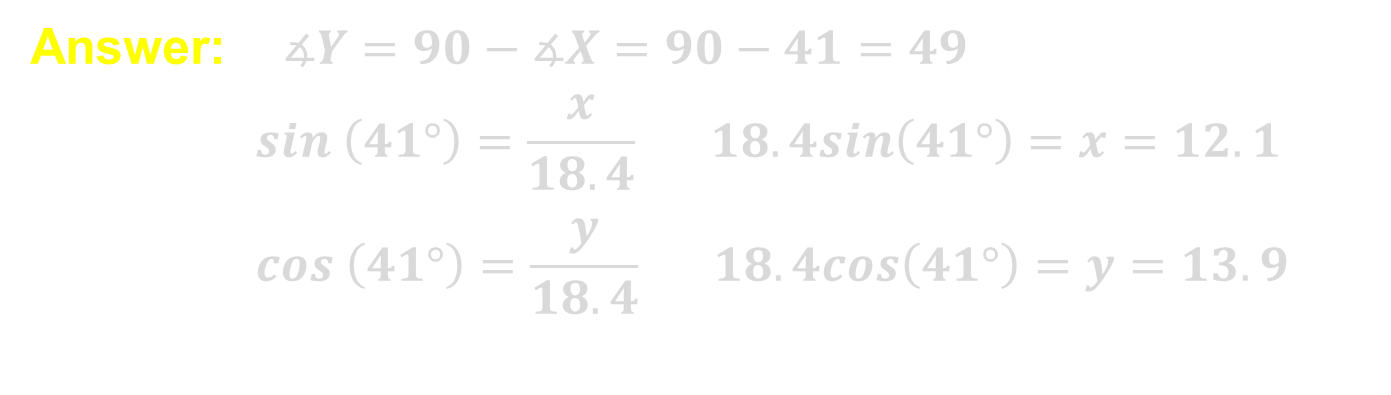 Answer: ∡Y = 90 − ∡X = 90 − 41 = 49
sin (41°) = x/18.4 18.4sin(41°) = x = 12.1
cos (41°) = y/18.4 18.4cos(41°) = y = 13.9